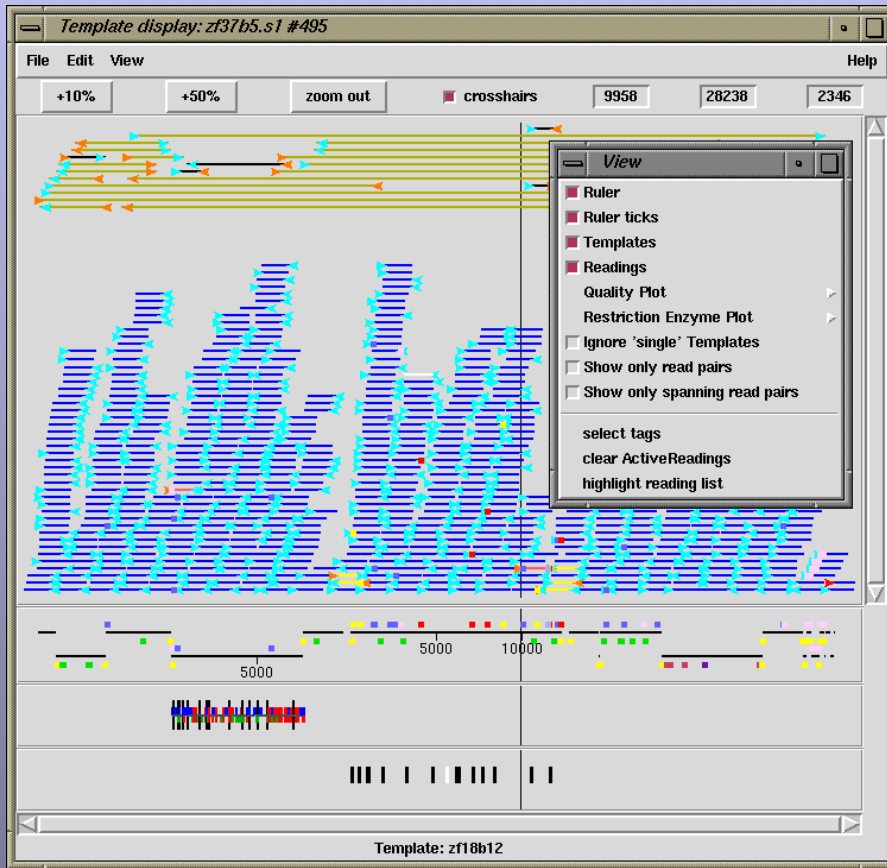 Template display: zf37b5.s1 #495
File Edit View Help
+10% +50% zoom out crosshairs 9958 28238 2346
View
Ruler
Ruler ticks
Templates
Readings
Quality Plot
Restriction Enzyme Plot
Ignore 'single' Templates
Show only read pairs
Show only spanning read pairs
select tags
clear ActiveReadings
highlight reading list
5000 10000
5000
Template: zf18b12